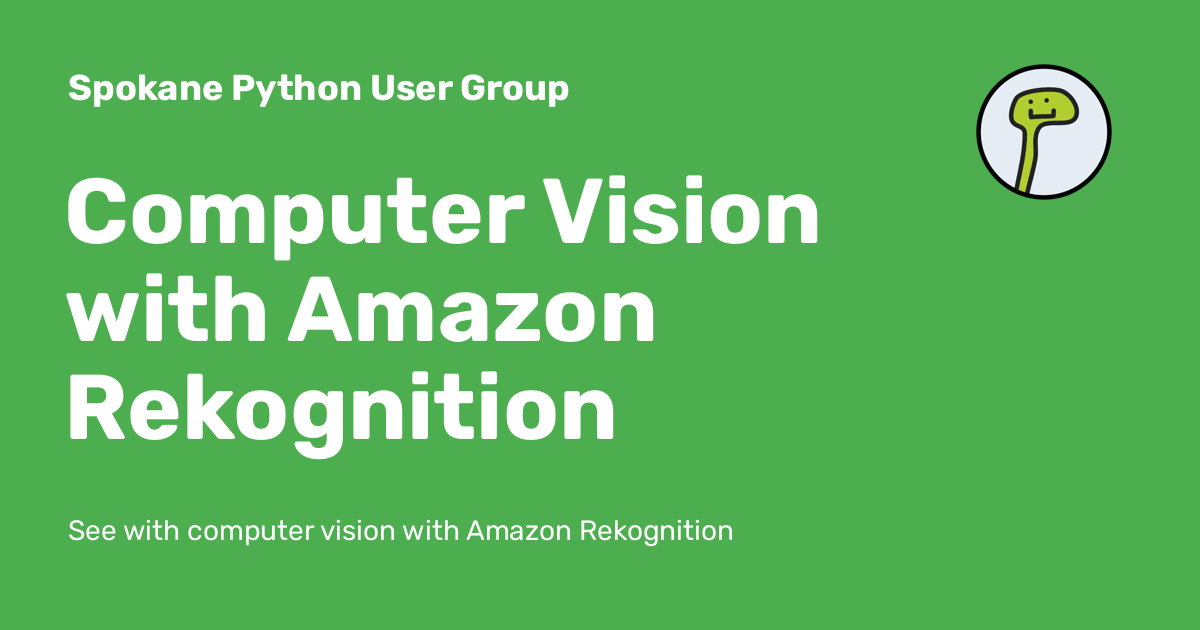 Spokane Python User Group
Computer Vision
with Amazon
Rekognition
See with computer vision with Amazon Rekognition